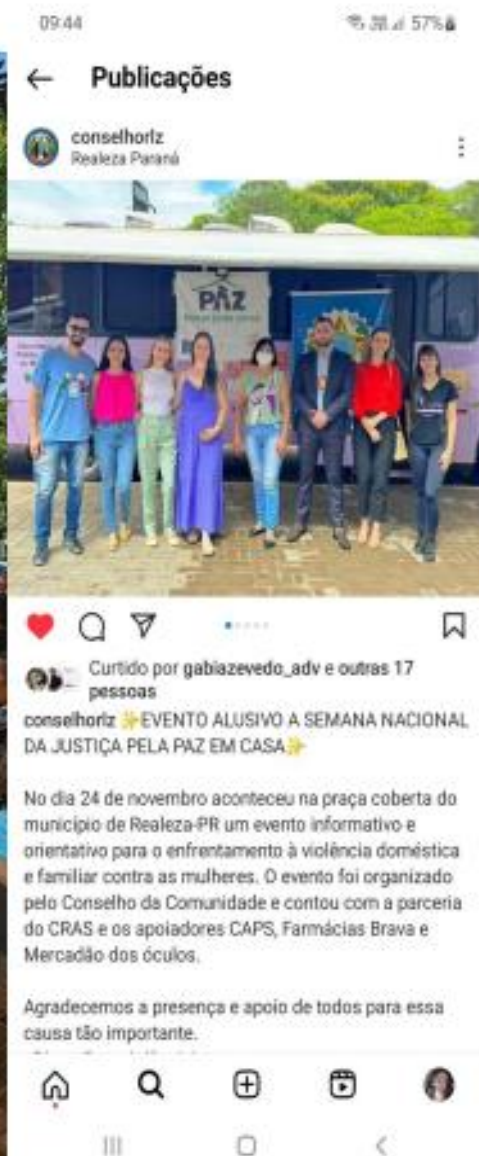 09:44
57%
Publicações
conselhorlz
Realeza Paraná
PAZ
Curtido por gabiazevedo_adv e outras 17
pessoas
conselhorlz ✨EVENTO ALUSIVO A SEMANA NACIONAL
DA JUSTIÇA PELA PAZ EM CASA✨
No dia 24 de novembro aconteceu na praça coberta do
município de Realeza-PR um evento informativo e
orientativo para o enfrentamento à violência doméstica
e familiar contra as mulheres. O evento foi organizado
pelo Conselho da Comunidade e contou com a parceria
do CRAS e os apoiadores CAPS, Farmácias Brava e
Mercadão dos óculos.
Agradecemos a presença e apoio de todos para essa
causa tão importante.